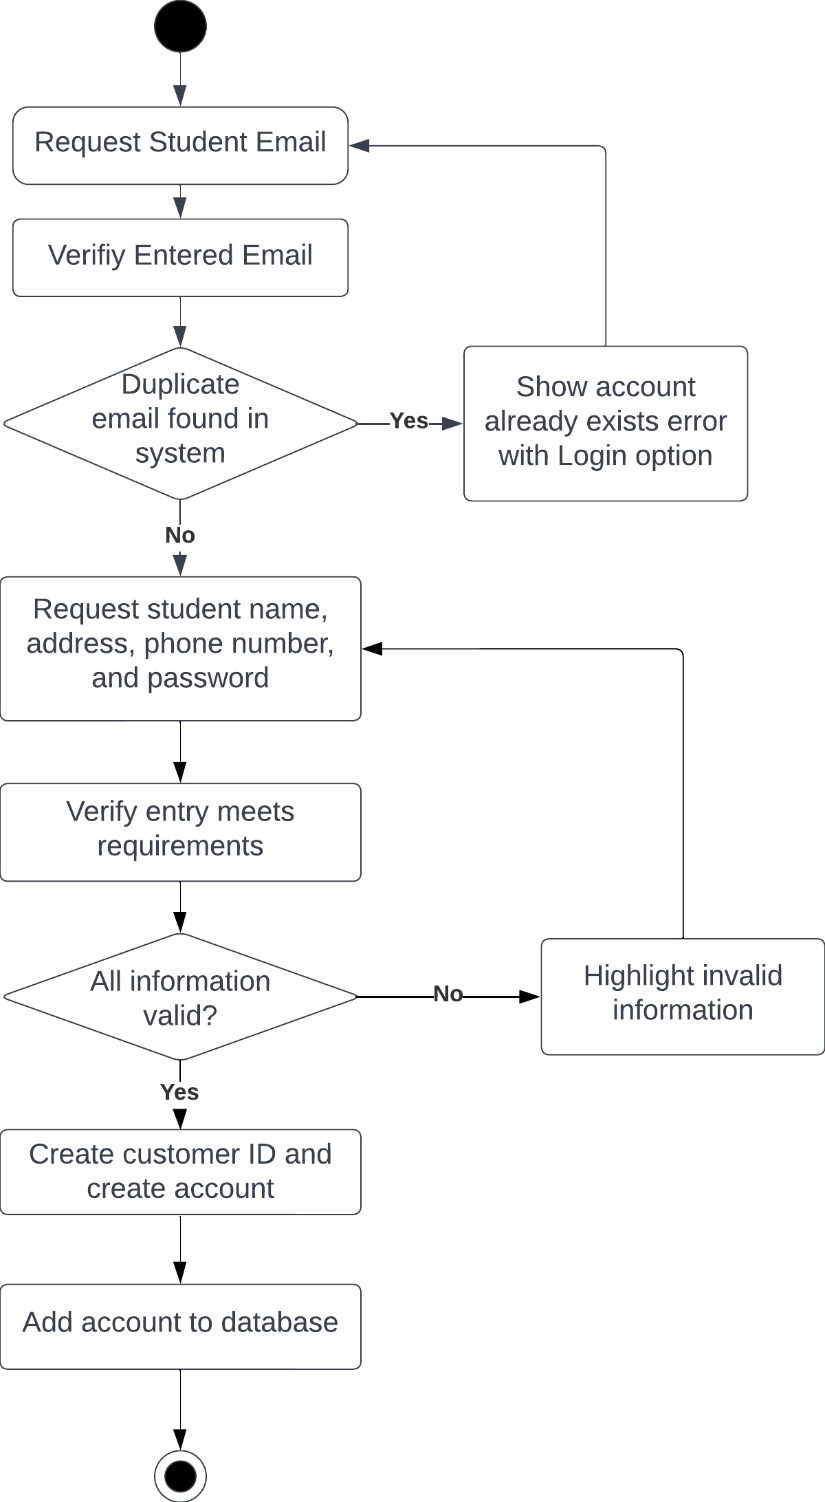 Request Student Email
Verifiy Entered Email
Duplicate
email found in
system
Yes
Show account
already exists error
with Login option
No
Request student name,
address, phone number,
and password
Verify entry meets
requirements
All information
valid?
No
Highlight invalid
information
Yes
Create customer ID and
create account
Add account to database